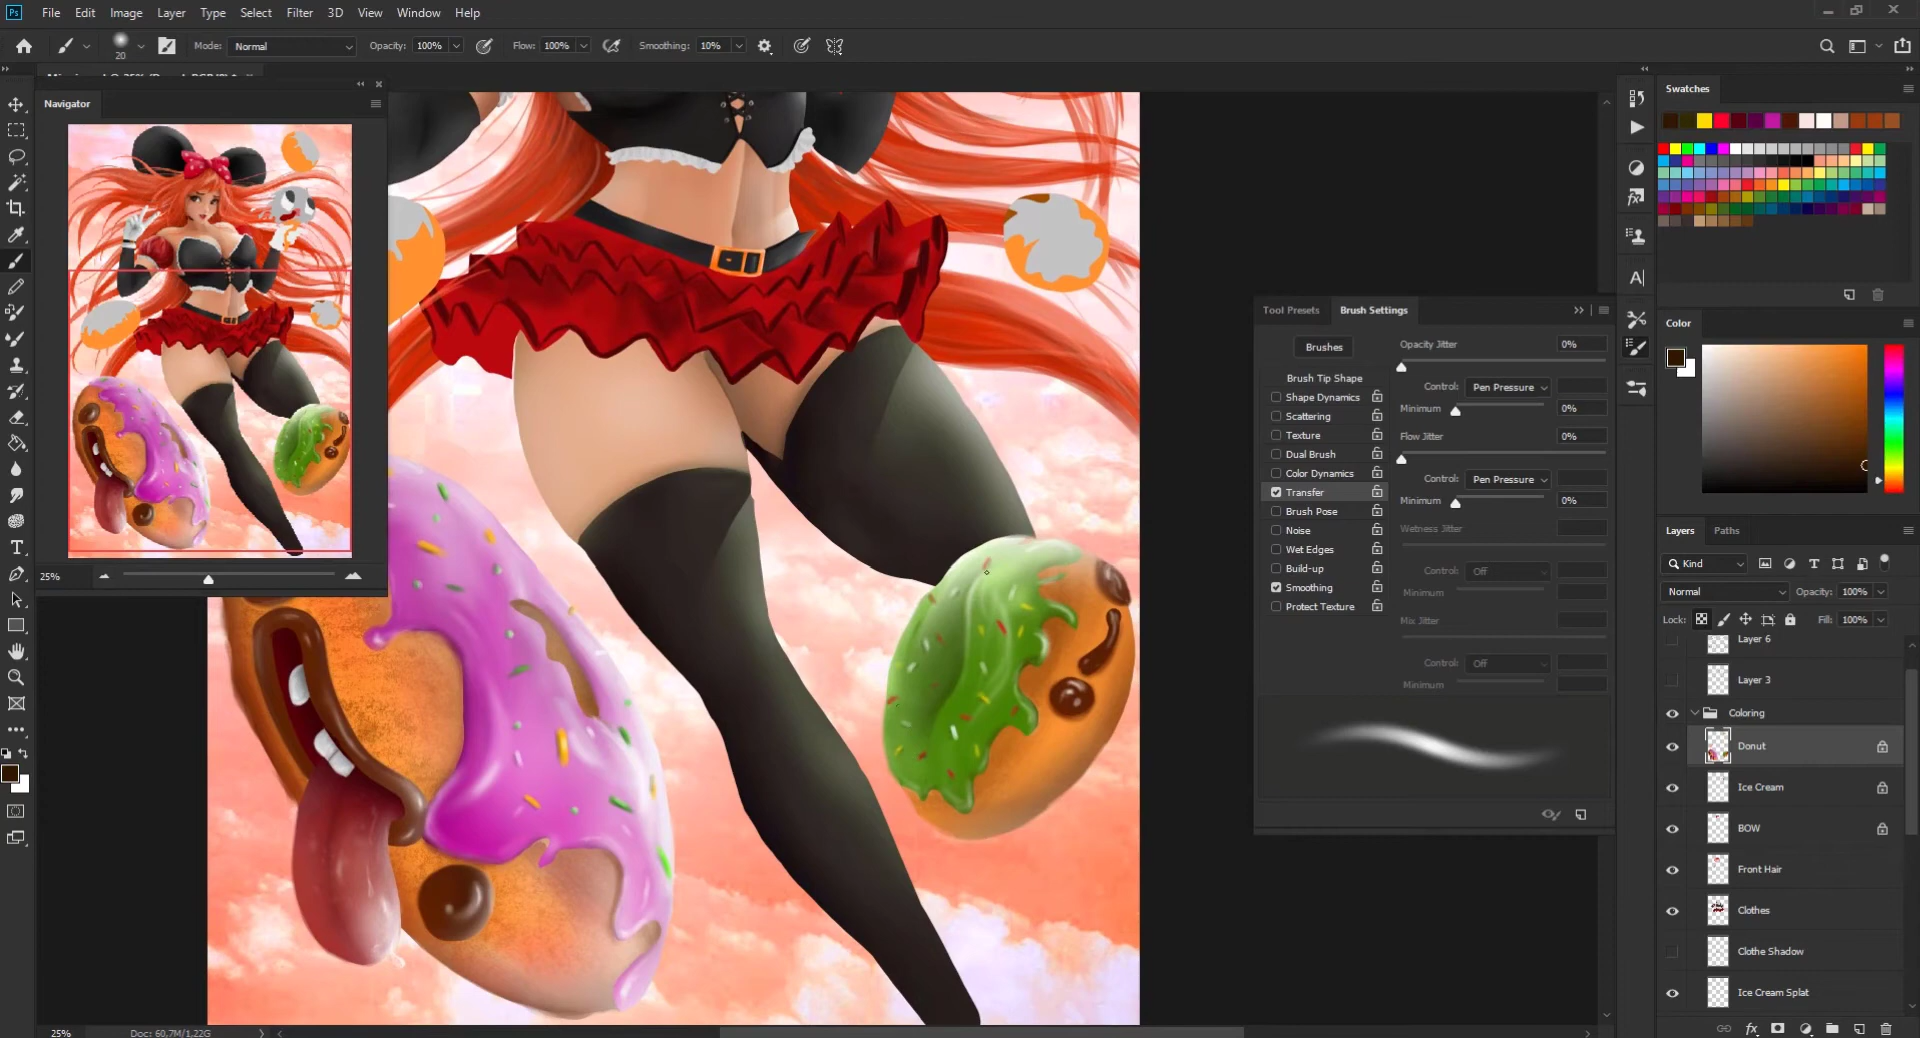 Ps File Edit Image Layer Type Select Filter 3D View Window Help
20 Mode: Normal Opacity: 100% Flow: 100% Smoothing: 10%
Navigator
25%
Tool Presets Brush Settings
Brushes
Brush Tip Shape
Shape Dynamics
Scattering
Texture
Dual Brush
Color Dynamics
Transfer
Brush Pose
Noise
Wet Edges
Build-up
Smoothing
Protect Texture
Opacity Jitter 0%
Control: Pen Pressure
Minimum 0%
Flow Jitter 0%
Control: Pen Pressure
Minimum 0%
Wetness Jitter
Control: Off
Minimum
Mix Jitter
Control: Off
Minimum
Swatches
Color
Layers Paths
Kind
Normal Opacity: 100%
Lock: Fill: 100%
Layer 6
Layer 3
Coloring
Donut
Ice Cream
BOW
Front Hair
Clothes
Clothe Shadow
Ice Cream Splat
25% Doc: 60.7M/1.22G